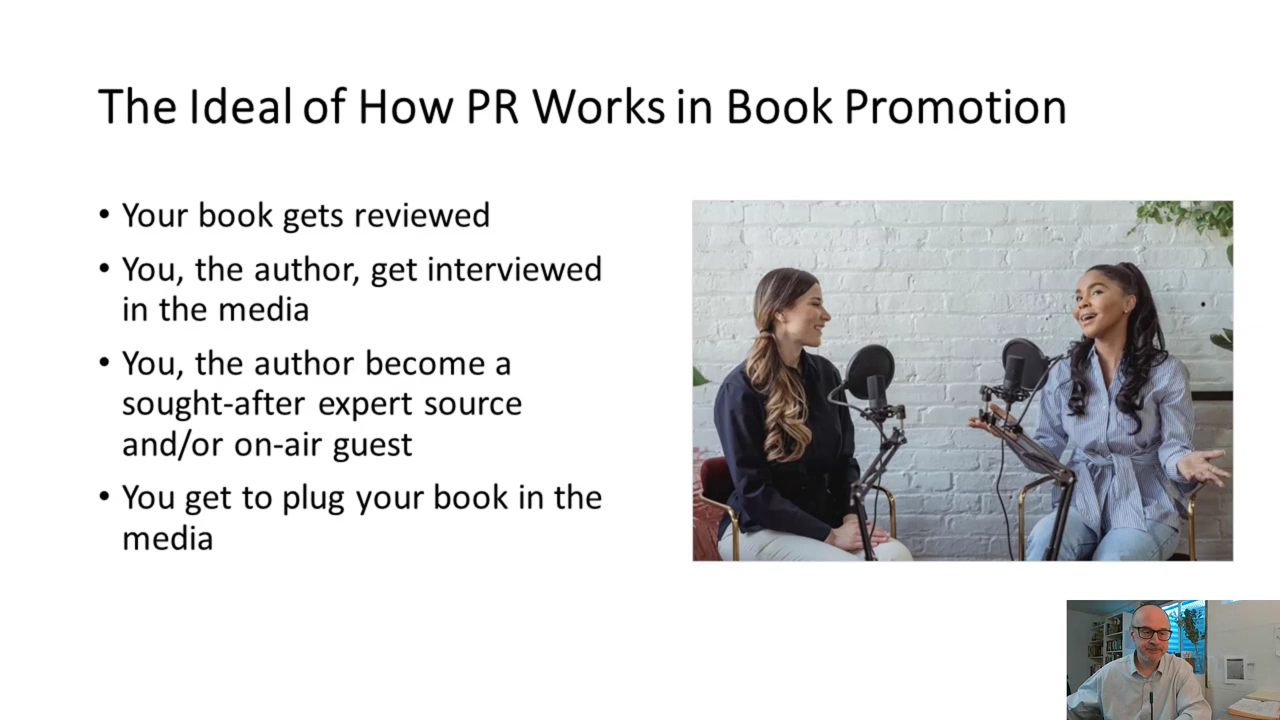 The Ideal of How PR Works in Book Promotion
• Your book gets reviewed
• You, the author, get interviewed
in the media
• You, the author become a
sought-after expert source
and/or on-air guest
• You get to plug your book in the
media